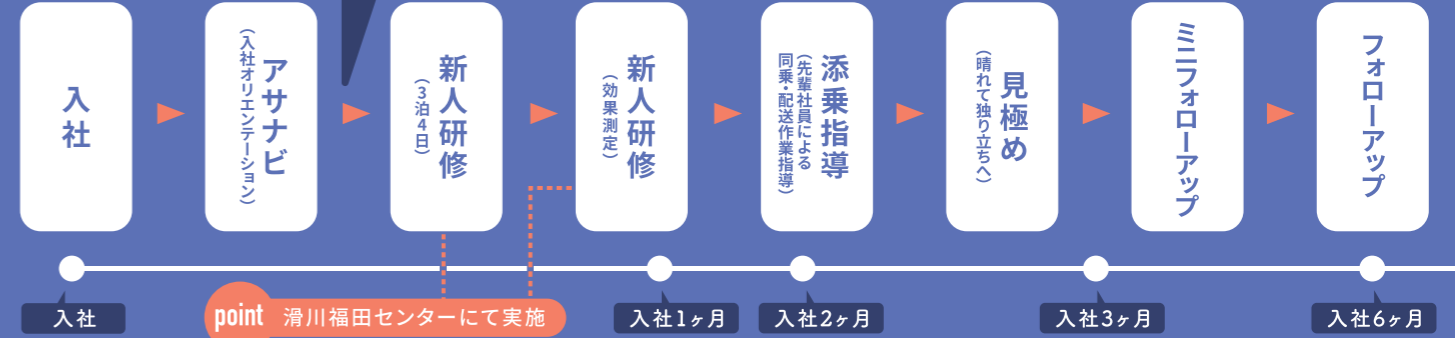 入社
アサナビ
(入社オリエンテーション)
新人研修
(3泊4日)
新人研修
(効果測定)
添乗指導
(先輩社員による
同乗・配送作業指導)
見極め
(晴れて独り立ちへ)
ミニフォローアップ
フォローアップ
point 滑川福田センターにて実施
入社
入社1ヶ月
入社2ヶ月
入社3ヶ月
入社6ヶ月